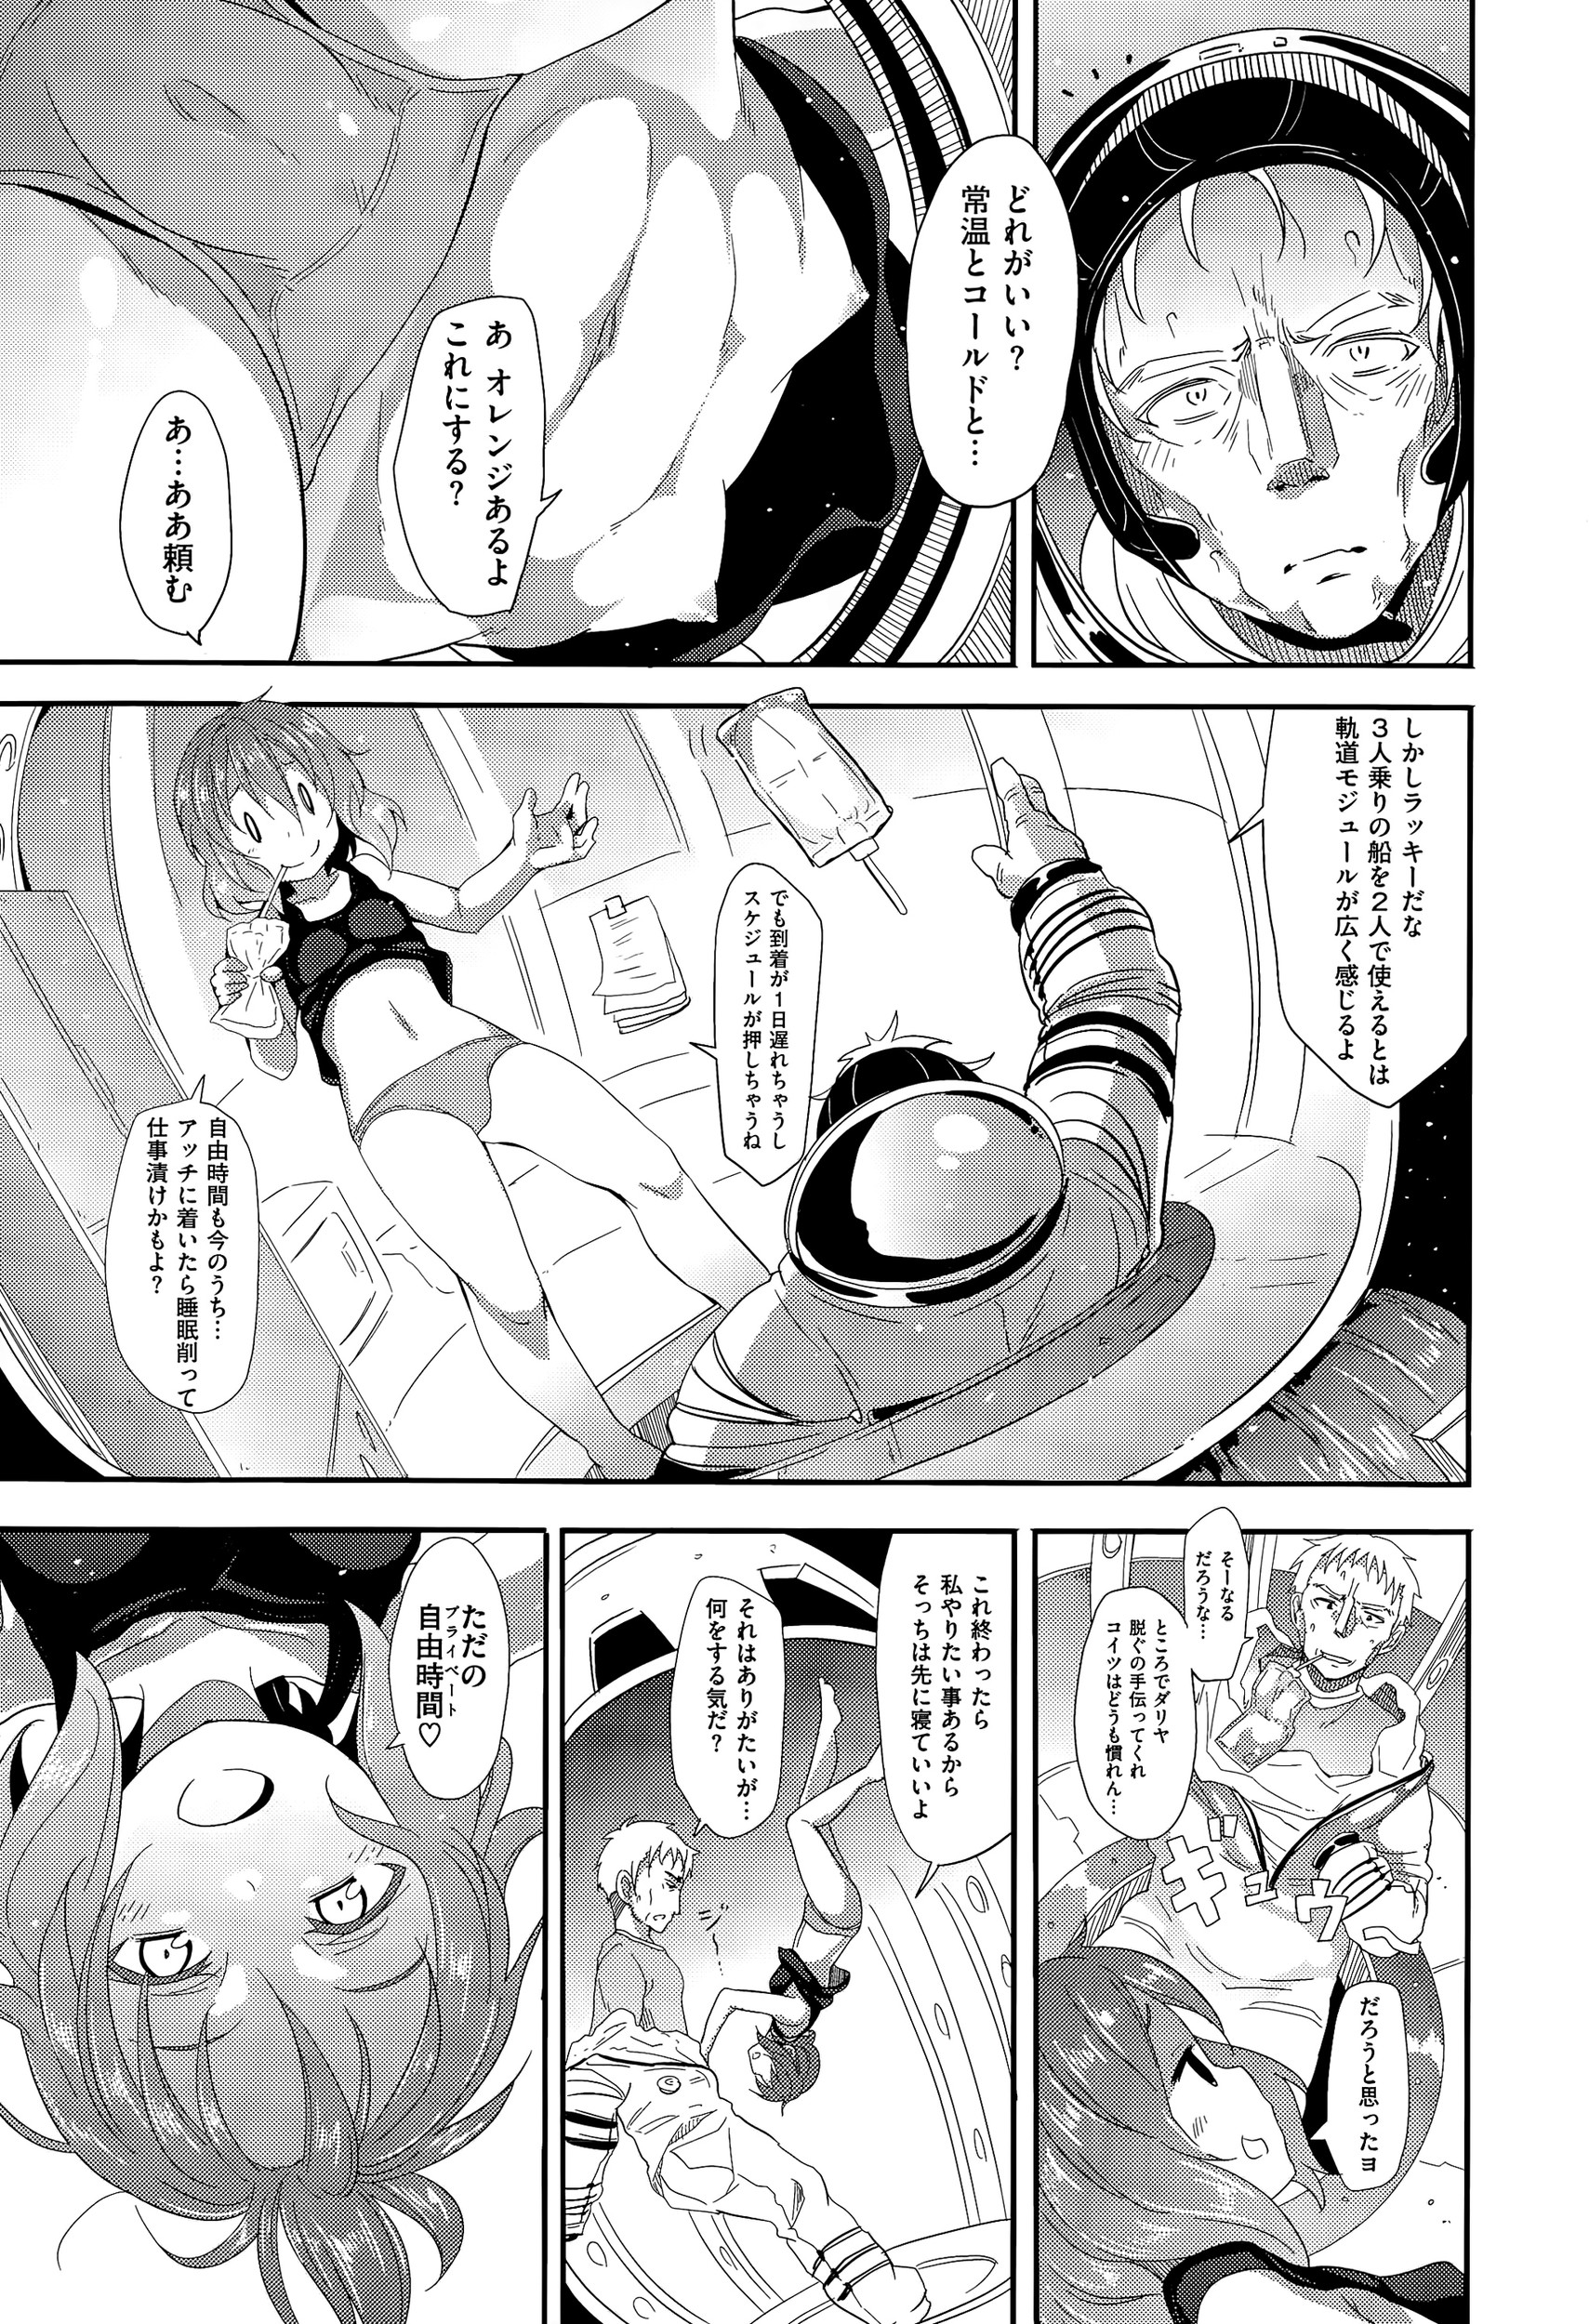 どれがいい?
常温とコールドと…
あ オレンジあるよ
これにする?
あ…ああ頼む
しかしラッキーだな
3人乗りの船を2人で使えるとは
軌道モジュールが広く感じるよ
でも到着が1日遅れちゃうし
スケジュールが押しちゃうね
自由時間も今のうち…
アッチに着いたら睡眠削って
仕事漬けかもよ?
そーなる
だろうな…
ところでダリヤ
脱ぐの手伝ってくれ
コイツはどうも慣れん…
ギュウ
だろうと思ったヨ
これ終わったら
私やりたい事あるから
そっちは先に寝ていいよ
それはありがたいが…
何をする気だ?
ジ〜…
ただの
プライベート
自由時間♡